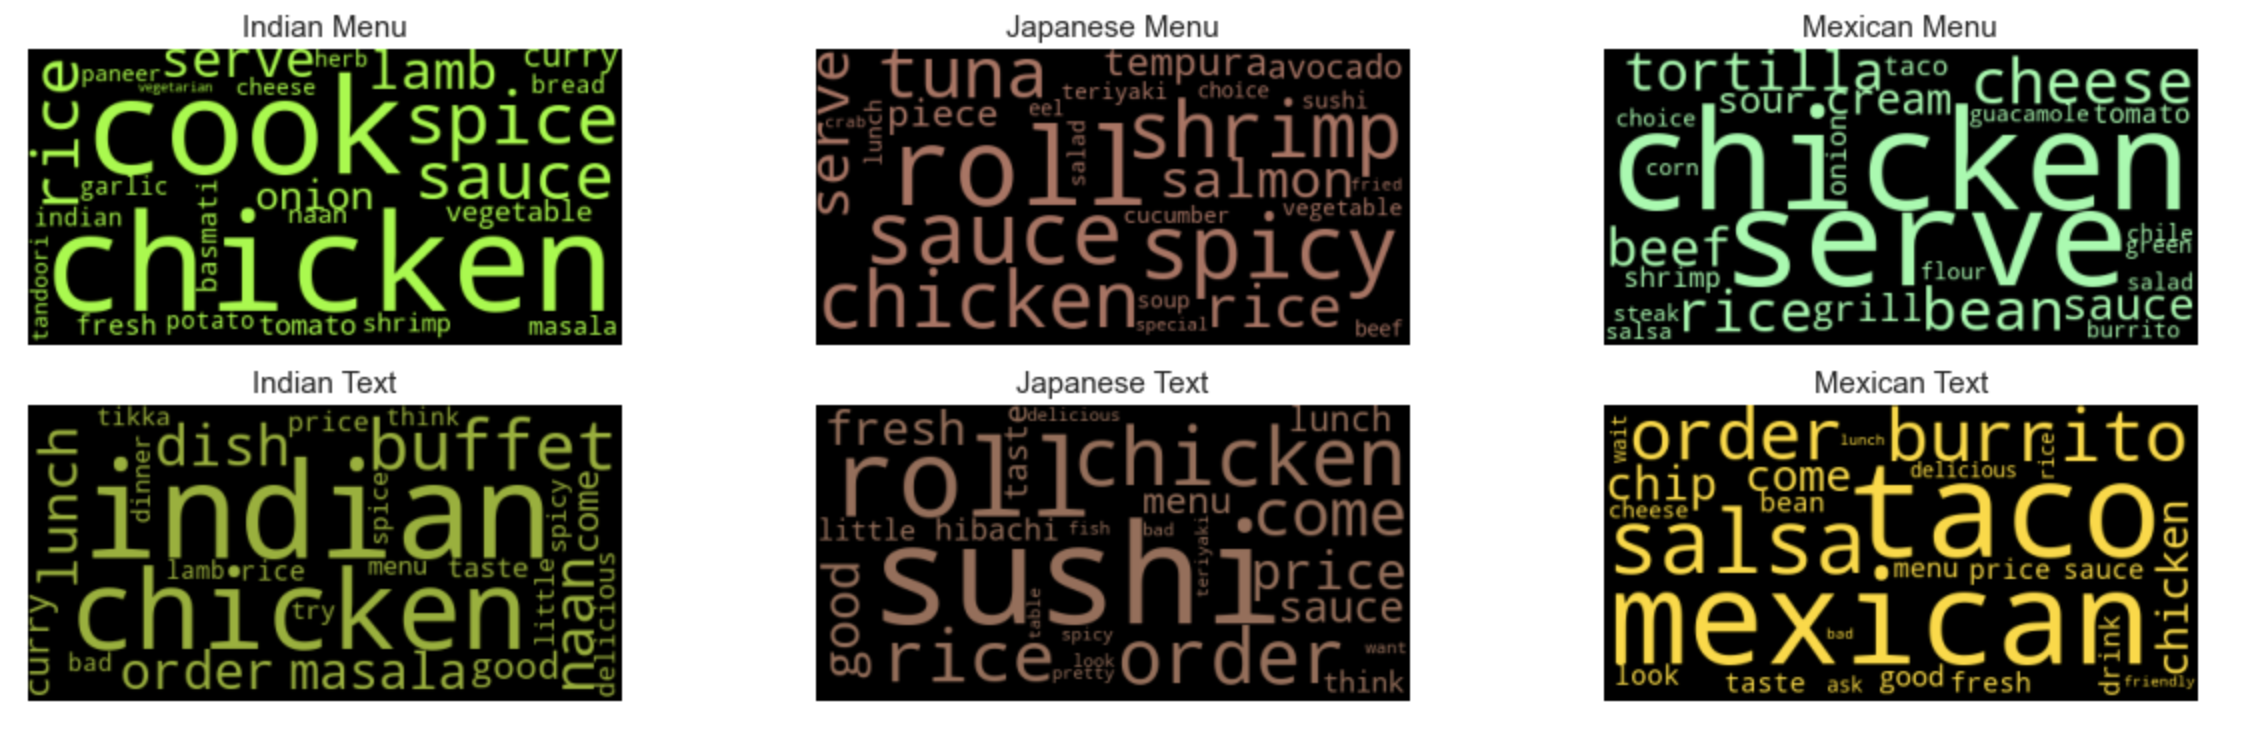 Indian Menu
Japanese Menu
Mexican Menu
rice paneer serve herb lamb curry
vegetarian cheese bread
cook spice
sauce
garlic basmati onion
indian naan vegetable
tandoori chicken
fresh potato tomato shrimp masala
serve tuna tempura avocado
teriyaki choice sushi
crab lunch piece eel salad shrimp
roll salmon fried
cucumber vegetable
sauce spicy
chicken soup rice
special beef
tortilla taco cheese
sour cream
choice guacamole tomato
chicken
corn onion
beef serve chile
green
shrimp flour salad
steak rice grill bean sauce
salsa burrito
Indian Text
Japanese Text
Mexican Text
tikka price think
lunch dinner dish buffet
indian spice spicy come
lamb rice menu taste
curry chicken try little naan delicious
bad order masala good
fresh taste delicious lunch
roll chicken
menu come
little hibachi fish bad teriyaki
good sushi price
table sauce
rice spicy order want
look
pretty think
wait order lunch burrito rice
chip come delicious
cheese bean taco
salsa
menu price sauce chicken
mexican
bad drink
look taste ask good fresh friendly